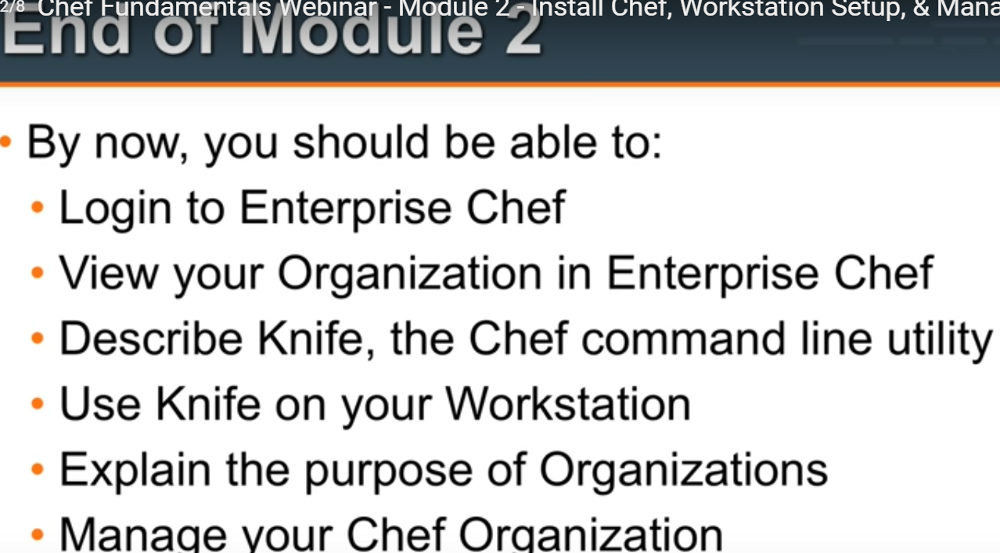 2/8 Chef Fundamentals Webinar - Module 2 - Install Chef, Workstation Setup, & Mana
End of Module 2
• By now, you should be able to:
• Login to Enterprise Chef
• View your Organization in Enterprise Chef
• Describe Knife, the Chef command line utility
• Use Knife on your Workstation
• Explain the purpose of Organizations
• Manage your Chef Organization